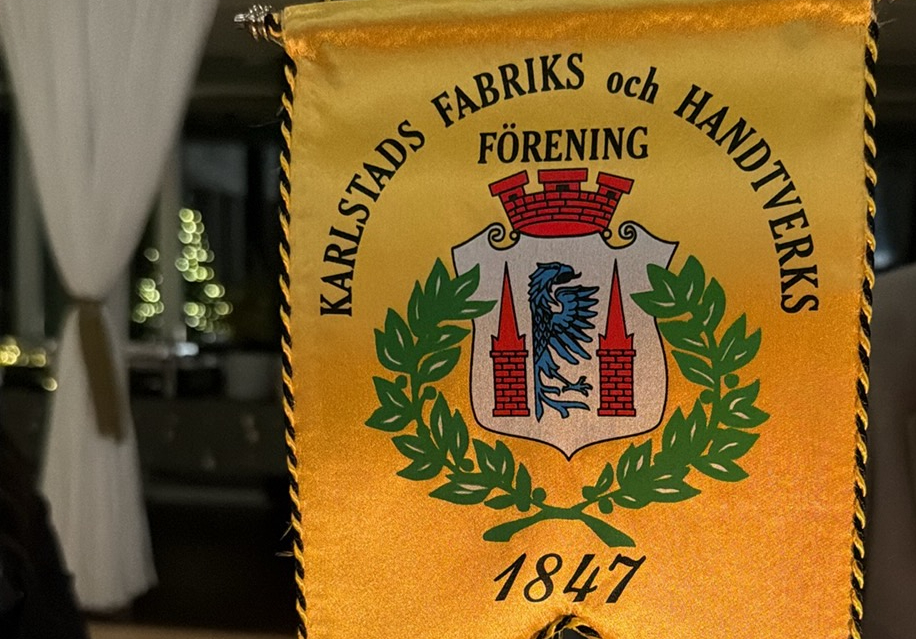 KARLSTADS FABRIKS och HANDTVERKS
FÖRENING
1847